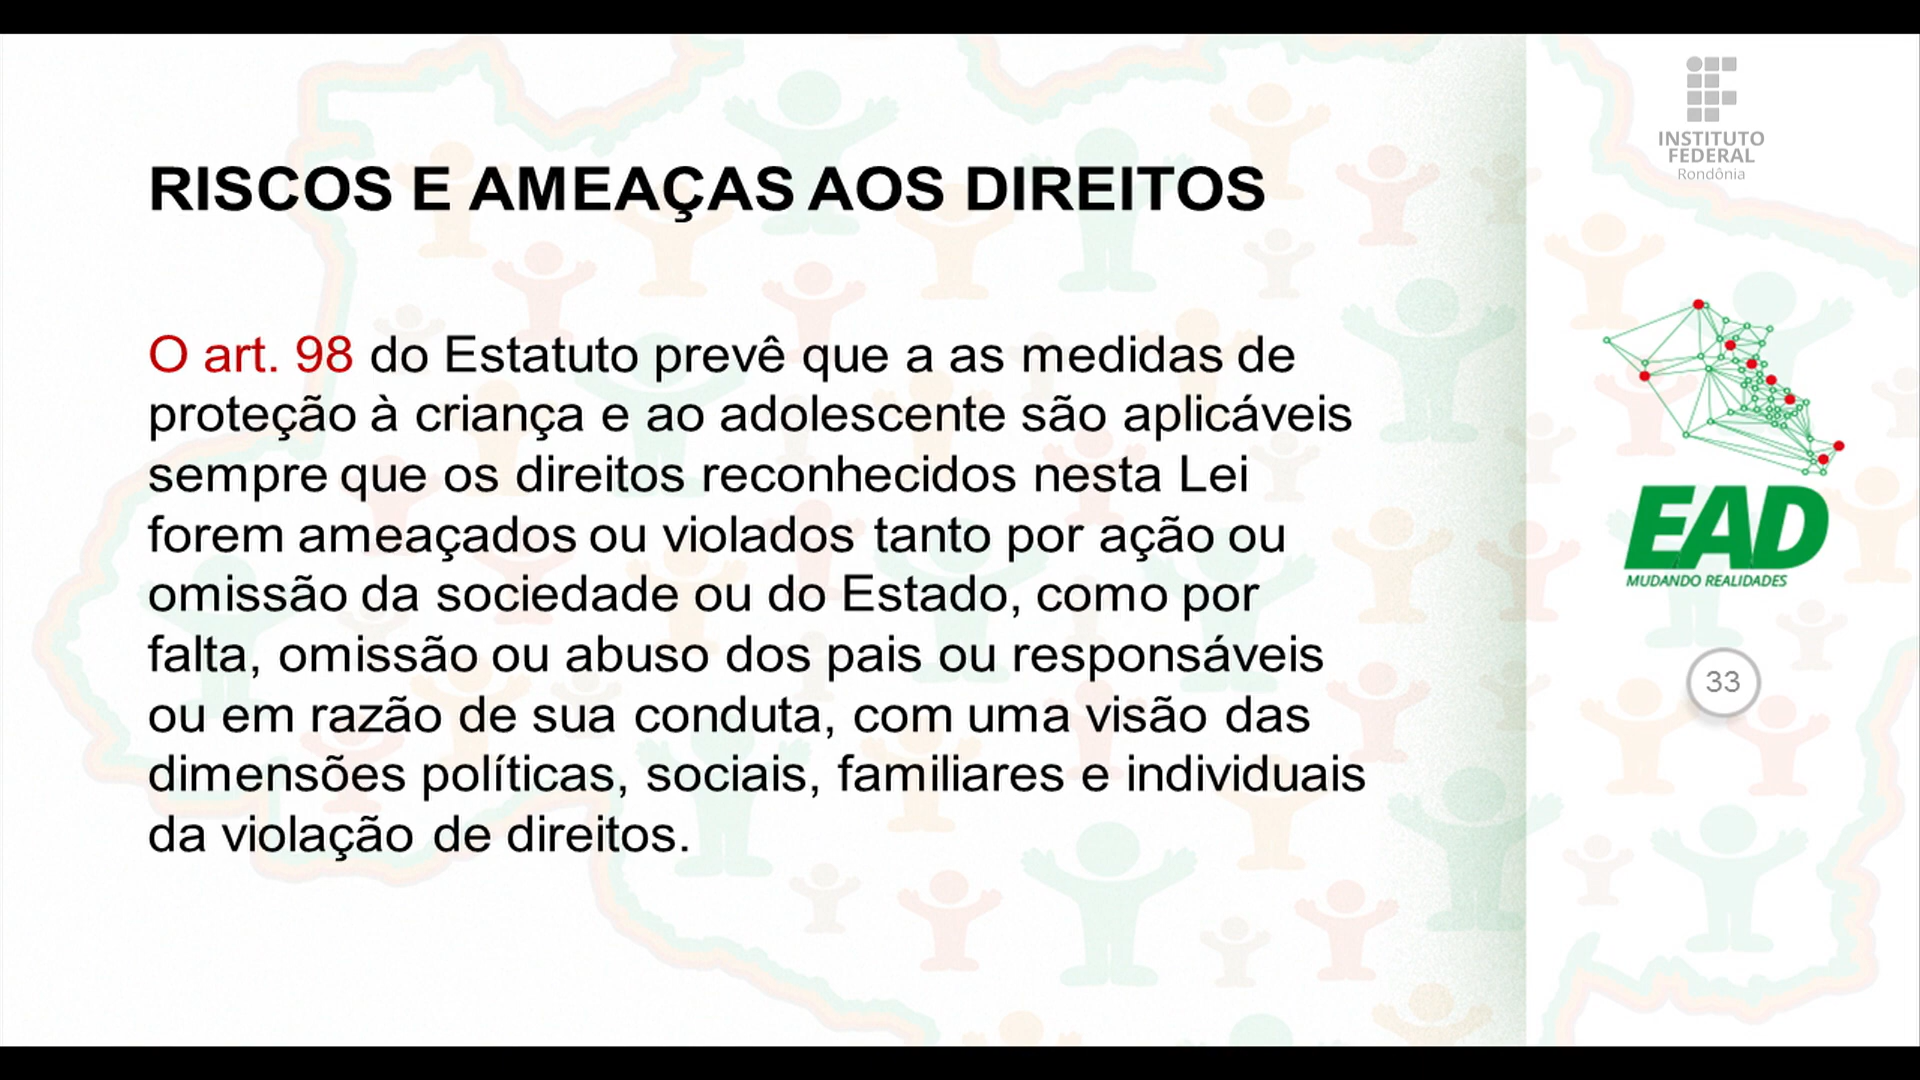 RISCOS E AMEAÇAS AOS DIREITOS
O art. 98 do Estatuto prevê que a as medidas de
proteção à criança e ao adolescente são aplicáveis
sempre que os direitos reconhecidos nesta Lei
forem ameaçados ou violados tanto por ação ou
omissão da sociedade ou do Estado, como por
falta, omissão ou abuso dos pais ou responsáveis
ou em razão de sua conduta, com uma visão das
dimensões políticas, sociais, familiares e individuais
da violação de direitos.
INSTITUTO
FEDERAL
Rondônia
EAD
MUDANDO REALIDADES
33